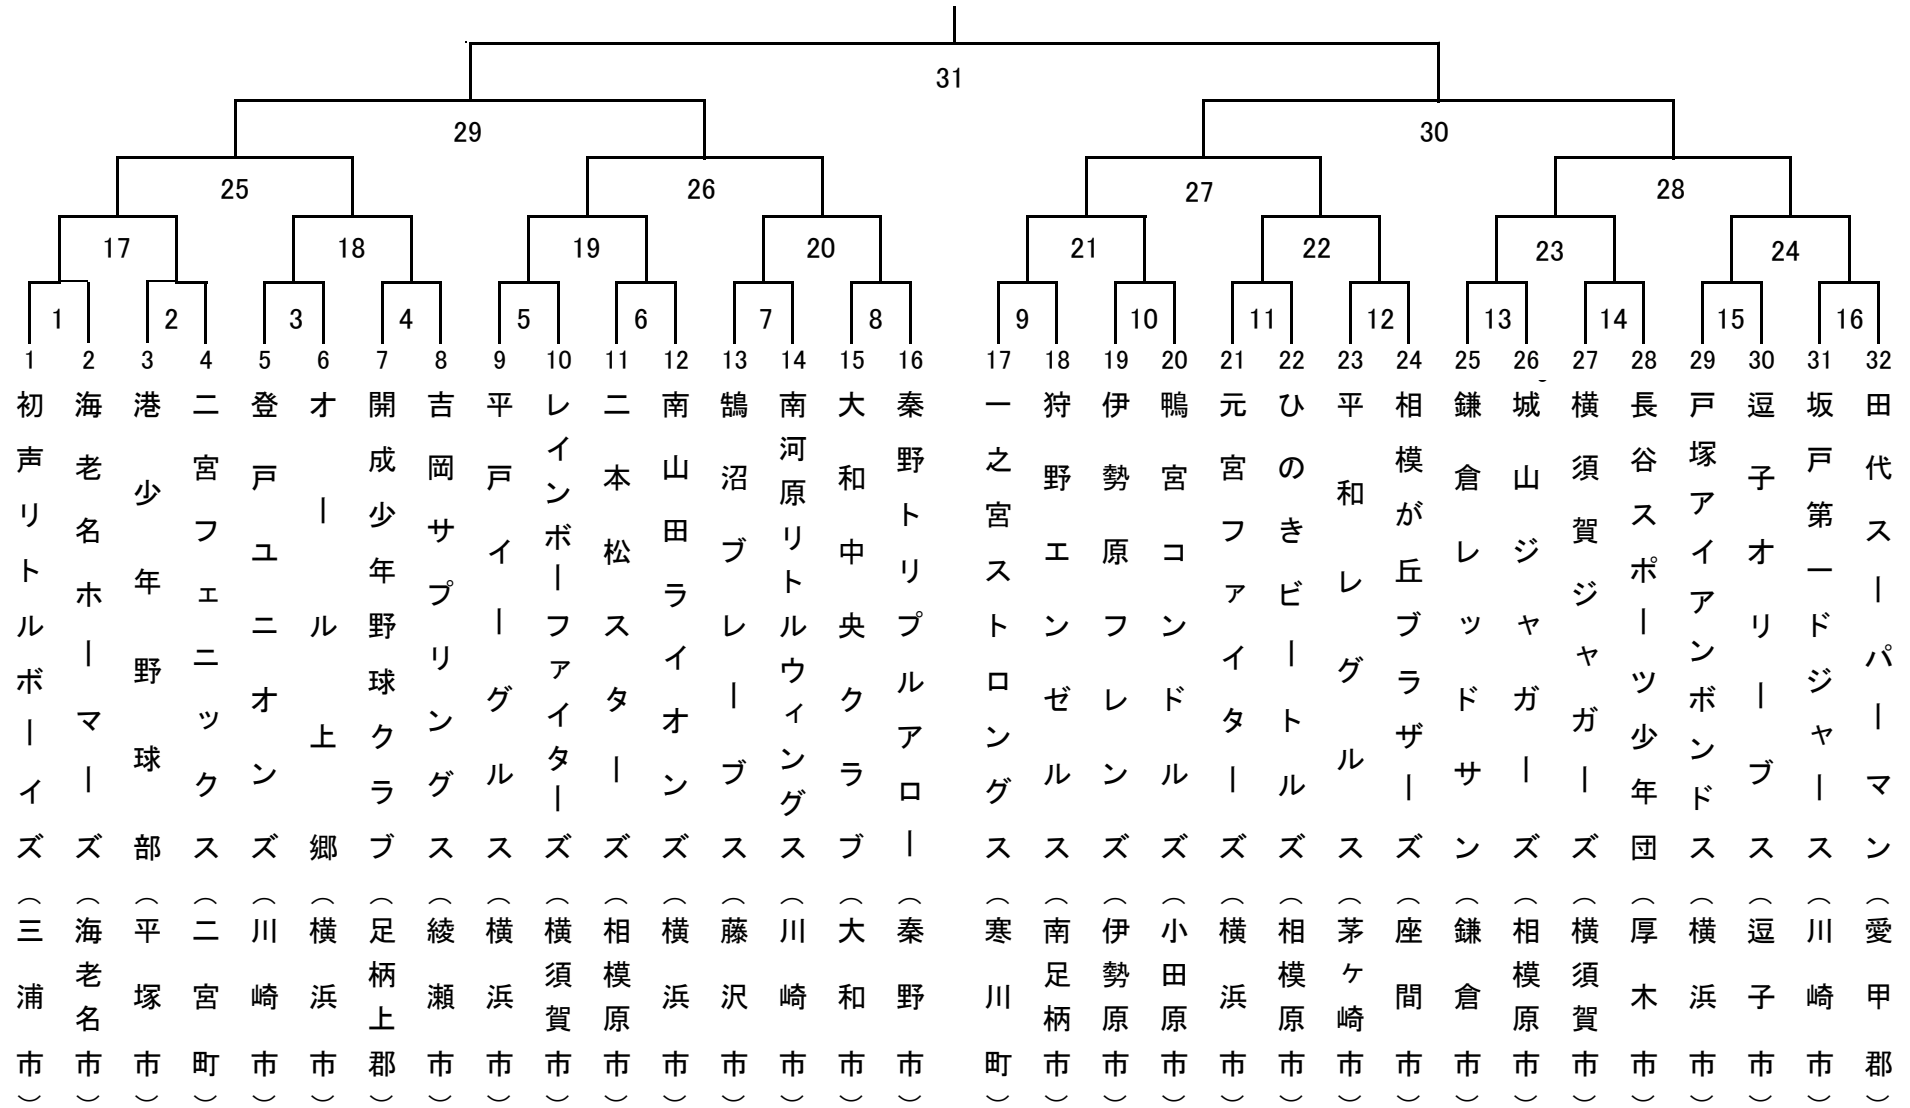 31
29
30
25
26
27
28
17
18
19
20
21
22
23
24
1
2
3
4
5
6
7
8
9
10
11
12
13
14
15
16
1
2
3
4
5
6
7
8
9
10
11
12
13
14
15
16
17
18
19
20
21
22
23
24
25
26
27
28
29
30
31
32
初声リトルボーイズ（三浦市）
海老名ホーマーズ（海老名市）
港少年野球部（平塚市）
二宮フェニックス（二宮町）
登戸ユニオンズ（川崎市）
オール上郷（横浜市）
開成少年野球クラブ（足柄上郡）
吉岡サプリングス（綾瀬市）
平戸イーグルス（横浜市）
レインボーファイターズ（横須賀市）
二本松スターズ（相模原市）
南山田ライオンズ（横浜市）
鵠沼ブレーブス（藤沢市）
南河原リトルウィングス（川崎市）
大和中央クラブ（大和市）
秦野トリプルアロー（秦野市）
一之宮ストロングス（寒川町）
狩野エンゼルス（南足柄市）
伊勢原フレンズ（伊勢原市）
鴨宮コンドルズ（小田原市）
元宮ファイターズ（横浜市）
ひのきビートルズ（相模原市）
平和レグルス（茅ヶ崎市）
相模が丘ブラザーズ（座間市）
鎌倉レッドサン（鎌倉市）
城山ジャガーズ（相模原市）
横須賀ジャガーズ（横須賀市）
長谷スポーツ少年団（厚木市）
戸塚アイアンボンドス（横浜市）
逗子オリーブス（逗子市）
坂戸第一ドジャース（川崎市）
田代スーパーマン（愛甲郡）